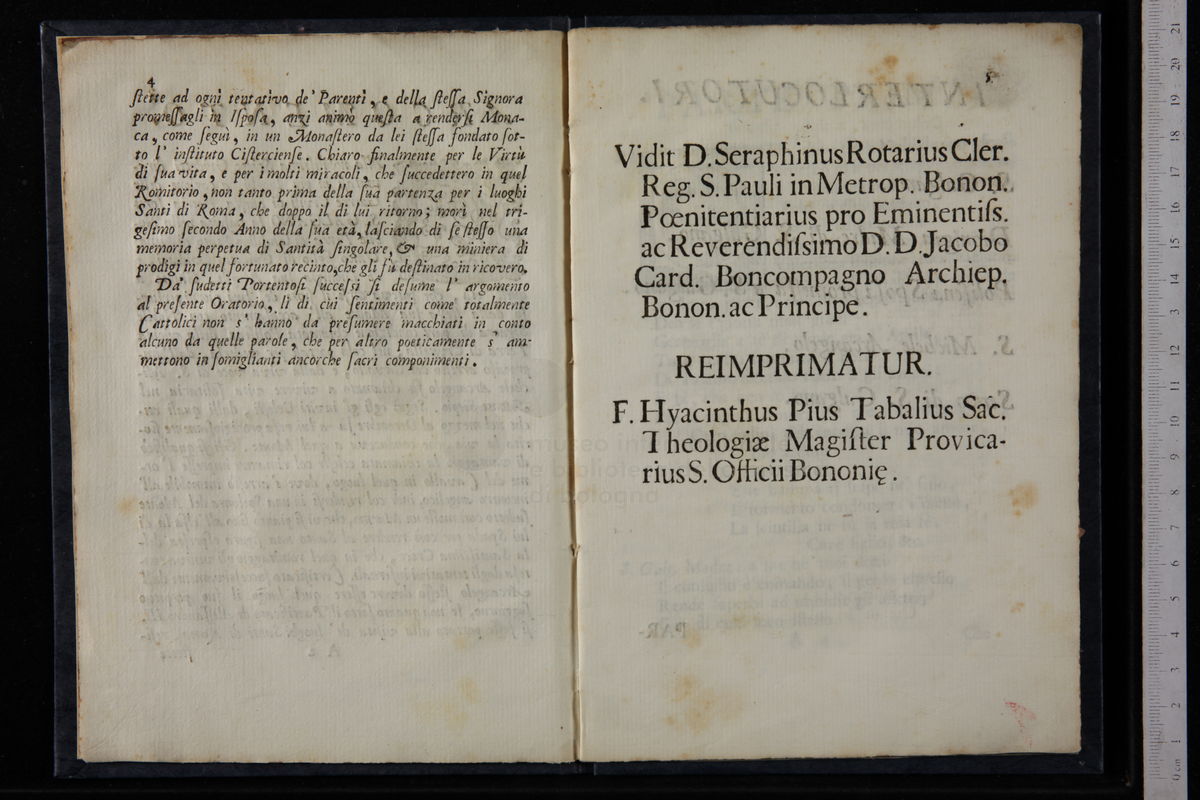 4
ſtette ad ogni tentativo de' Parenti, e della ſteſſa Signora
promeſſagli in Iſpoſa, anzi animò queſta a renderſi Mona-
ca, come ſeguì, in un Monaſtero da lei ſteſſa fondato ſot-
to l' inſtituto Ciſtercienſe. Chiaro finalmente per le Virtù
di ſua vita, e per i molti miracoli, che ſuccedettero in quel
Romitorio, non tanto prima della ſua partenza per i luoghi
Santi di Roma, che doppo il di lui ritorno; morì nel tri-
geſimo ſecondo Anno della ſua età, laſciando di ſe ſteſſo una
memoria perpetua di Santità ſingolare, & una miniera di
prodigi in quel fortunato recinto, che gli fù deſtinato in ricovero.
Da' ſudetti Portentoſi ſucceſsi ſi deſume l' argomento
al preſente Oratorio, li di cui ſentimenti come totalmente
Cattolici non s' hanno da preſumere macchiati in conto
alcuno da quelle parole, che per altro poeticamente s' am-
mettono in ſomiglianti ancorche ſacri componimenti.
5
Vidit D. Seraphinus Rotarius Cler.
Reg. S. Pauli in Metrop. Bonon.
Pœnitentiarius pro Eminentiſs.
ac Reverendiſsimo D. D. Jacobo
Card. Boncompagno Archiep.
Bonon. ac Principe.
REIMPRIMATUR.
F. Hyacinthus Pius Tabalius Sac.
Theologiæ Magiſter Provica-
rius S. Officii Bononię.